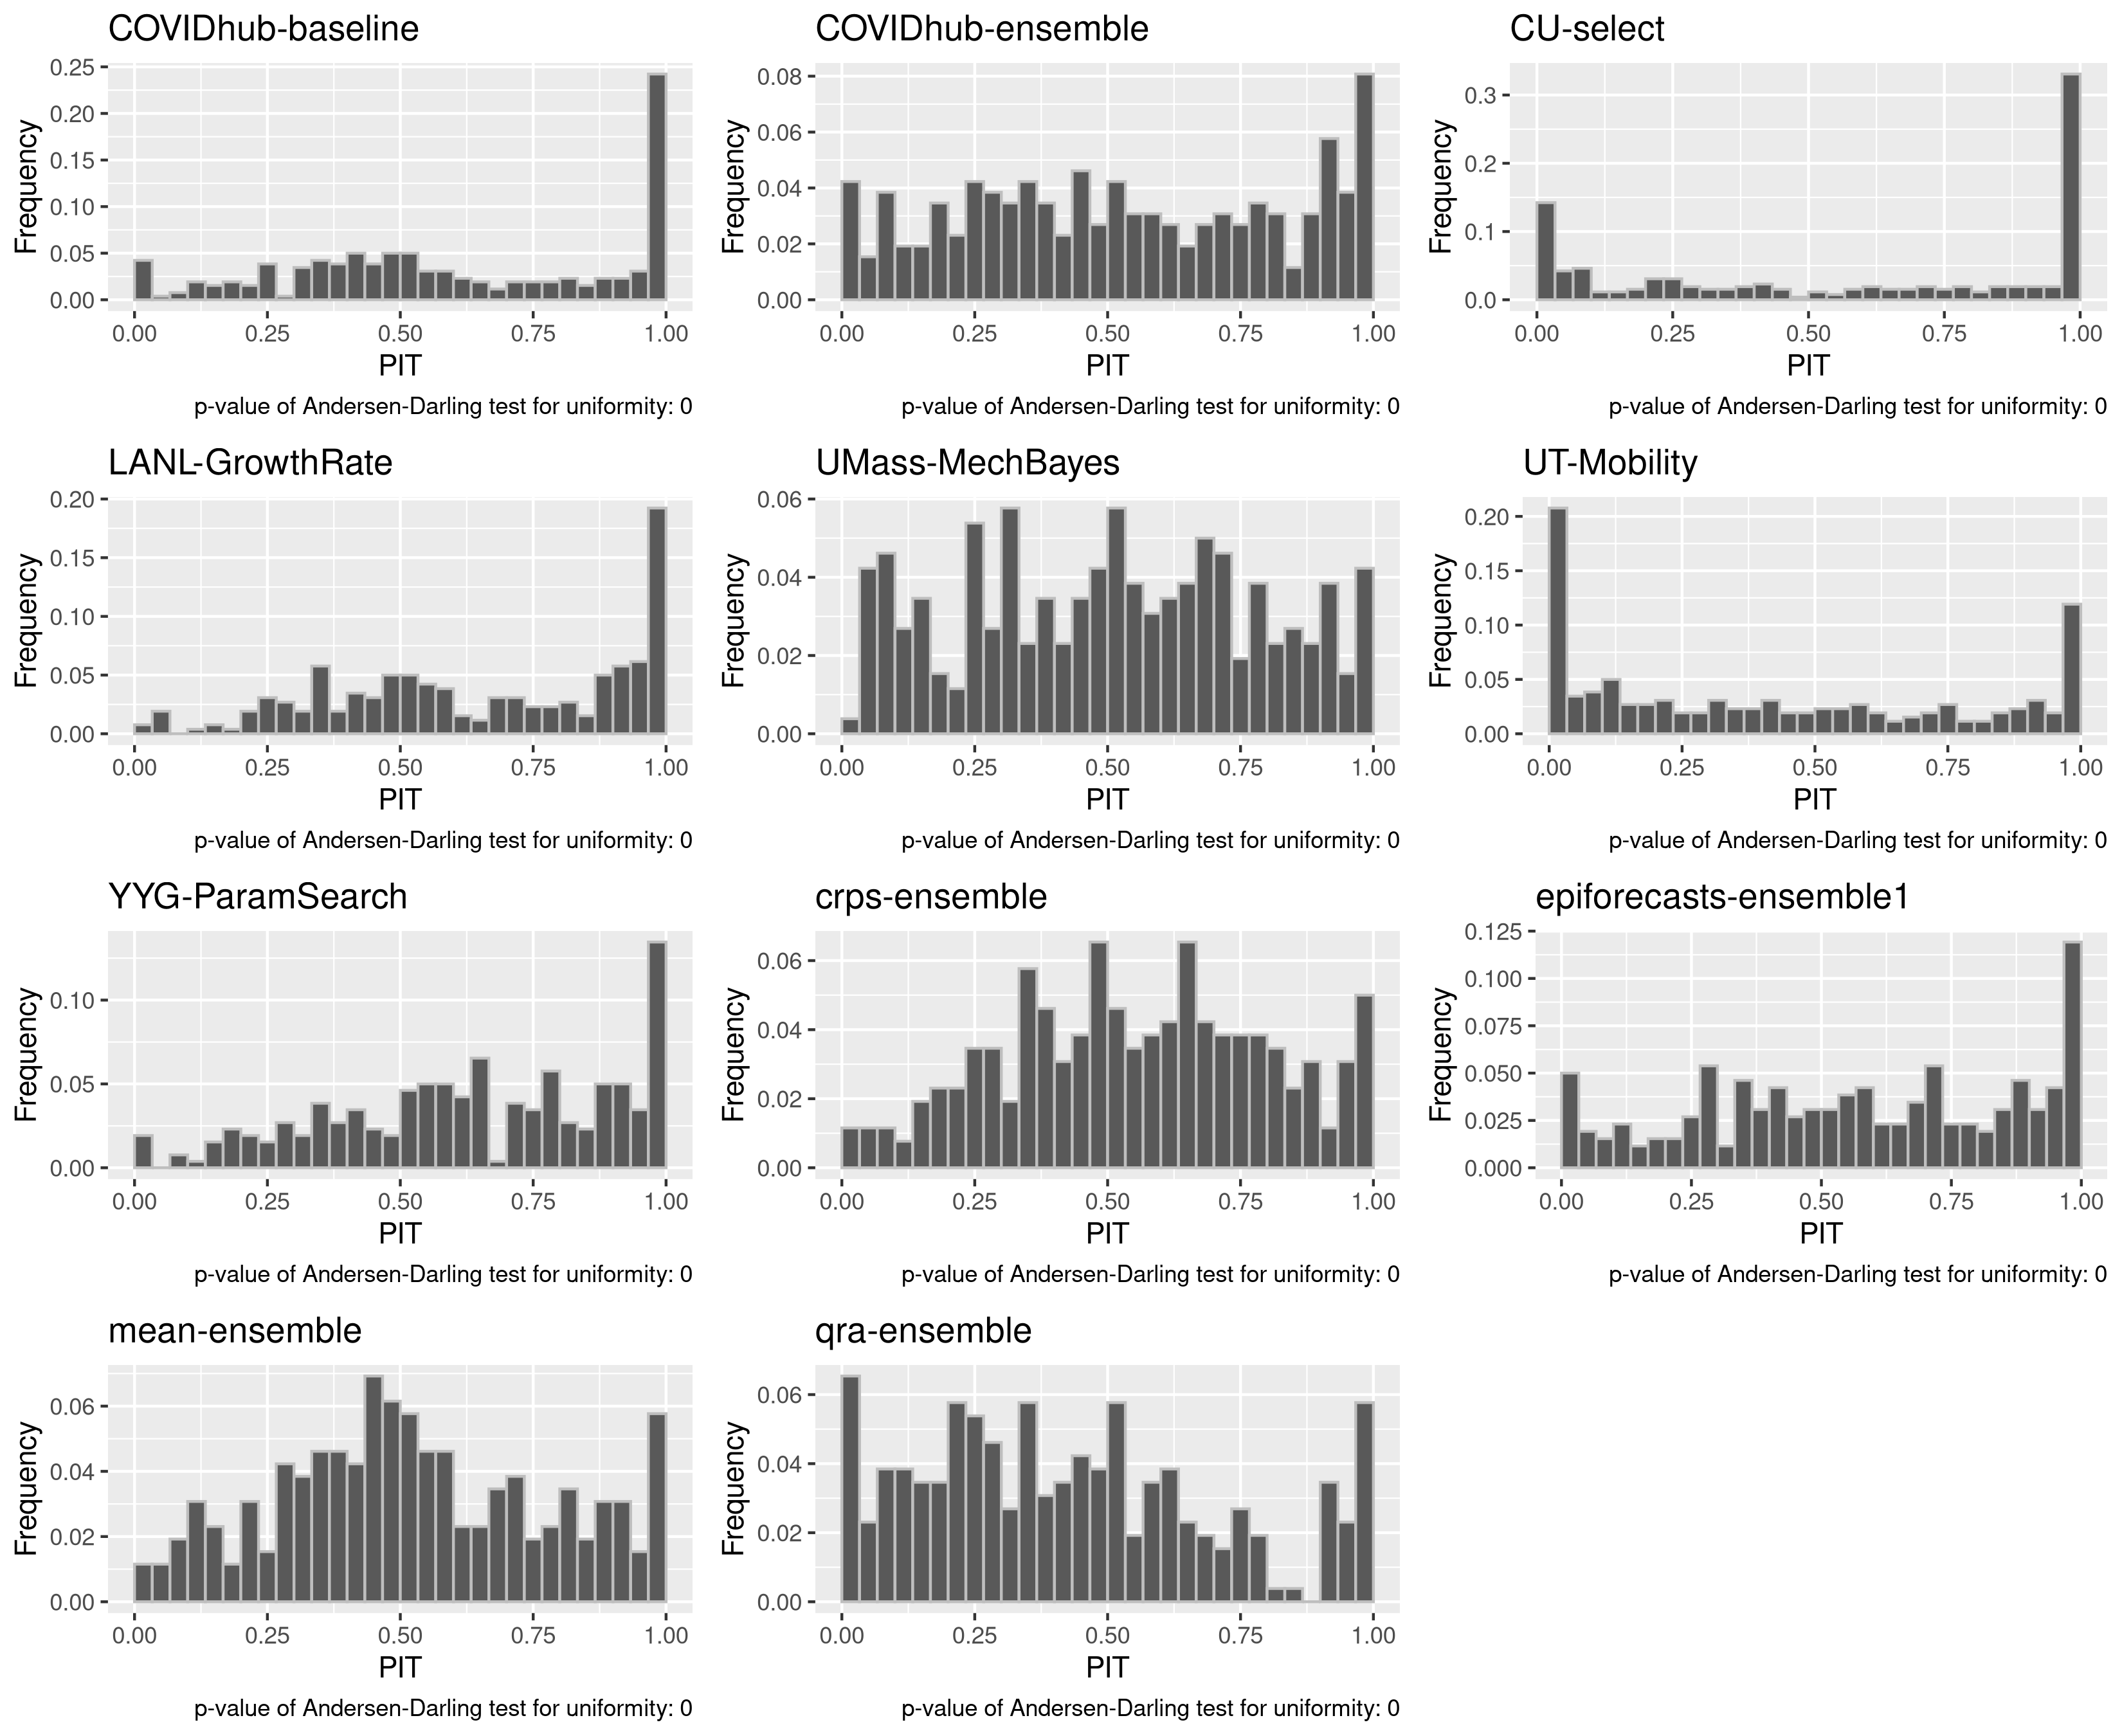 COVIDhub-baseline
COVIDhub-ensemble
CU-select
Frequency
0.25
0.20
0.15
0.10
0.05
0.00
0.00 0.25 0.50 0.75 1.00
PIT
p-value of Andersen-Darling test for uniformity: 0
Frequency
0.08
0.06
0.04
0.02
0.00
0.00 0.25 0.50 0.75 1.00
PIT
p-value of Andersen-Darling test for uniformity: 0
Frequency
0.3
0.2
0.1
0.0
0.00 0.25 0.50 0.75 1.00
PIT
p-value of Andersen-Darling test for uniformity: 0
LANL-GrowthRate
UMass-MechBayes
UT-Mobility
Frequency
0.20
0.15
0.10
0.05
0.00
0.00 0.25 0.50 0.75 1.00
PIT
p-value of Andersen-Darling test for uniformity: 0
Frequency
0.06
0.04
0.02
0.00
0.00 0.25 0.50 0.75 1.00
PIT
p-value of Andersen-Darling test for uniformity: 0
Frequency
0.20
0.15
0.10
0.05
0.00
0.00 0.25 0.50 0.75 1.00
PIT
p-value of Andersen-Darling test for uniformity: 0
YYG-ParamSearch
crps-ensemble
epiforecasts-ensemble1
Frequency
0.10
0.05
0.00
0.00 0.25 0.50 0.75 1.00
PIT
p-value of Andersen-Darling test for uniformity: 0
Frequency
0.06
0.04
0.02
0.00
0.00 0.25 0.50 0.75 1.00
PIT
p-value of Andersen-Darling test for uniformity: 0
Frequency
0.125
0.100
0.075
0.050
0.025
0.000
0.00 0.25 0.50 0.75 1.00
PIT
p-value of Andersen-Darling test for uniformity: 0
mean-ensemble
qra-ensemble
Frequency
0.06
0.04
0.02
0.00
0.00 0.25 0.50 0.75 1.00
PIT
p-value of Andersen-Darling test for uniformity: 0
Frequency
0.06
0.04
0.02
0.00
0.00 0.25 0.50 0.75 1.00
PIT
p-value of Andersen-Darling test for uniformity: 0